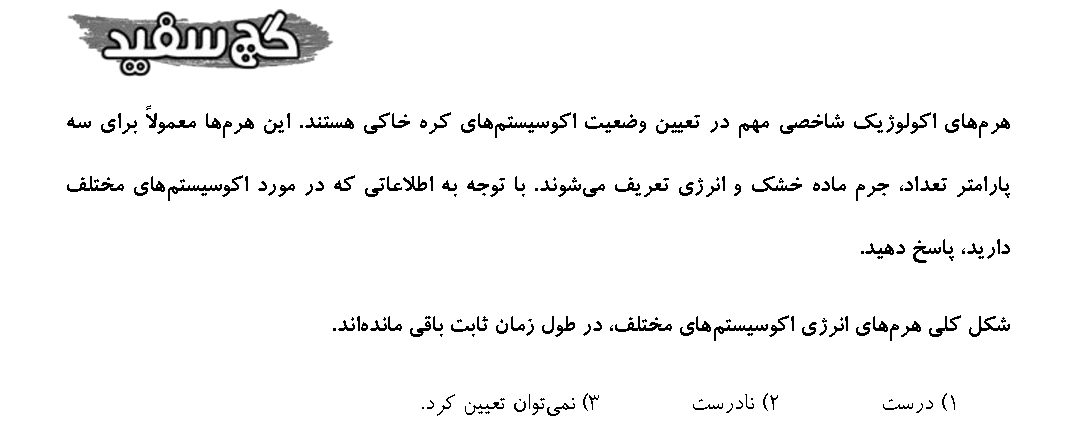 گچ سفید
هرم‌های اکولوژیک شاخصی مهم در تعیین وضعیت اکوسیستم‌های کره خاکی هستند. این هرم‌ها معمولاً برای سه
پارامتر تعداد، جرم ماده خشک و انرژی تعریف می‌شوند. با توجه به اطلاعاتی که در مورد اکوسیستم‌های مختلف
دارید، پاسخ دهید.
شکل کلی هرم‌های انرژی اکوسیستم‌های مختلف، در طول زمان ثابت باقی مانده‌اند.
۱) درست ۲) نادرست ۳) نمی‌توان تعیین کرد.